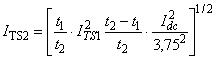 I_TS2 = [ t_1/t_2 · I_TS1^2 t_2 − t_1/t_2 · I_dc^2/3,75^2 ]^1/2